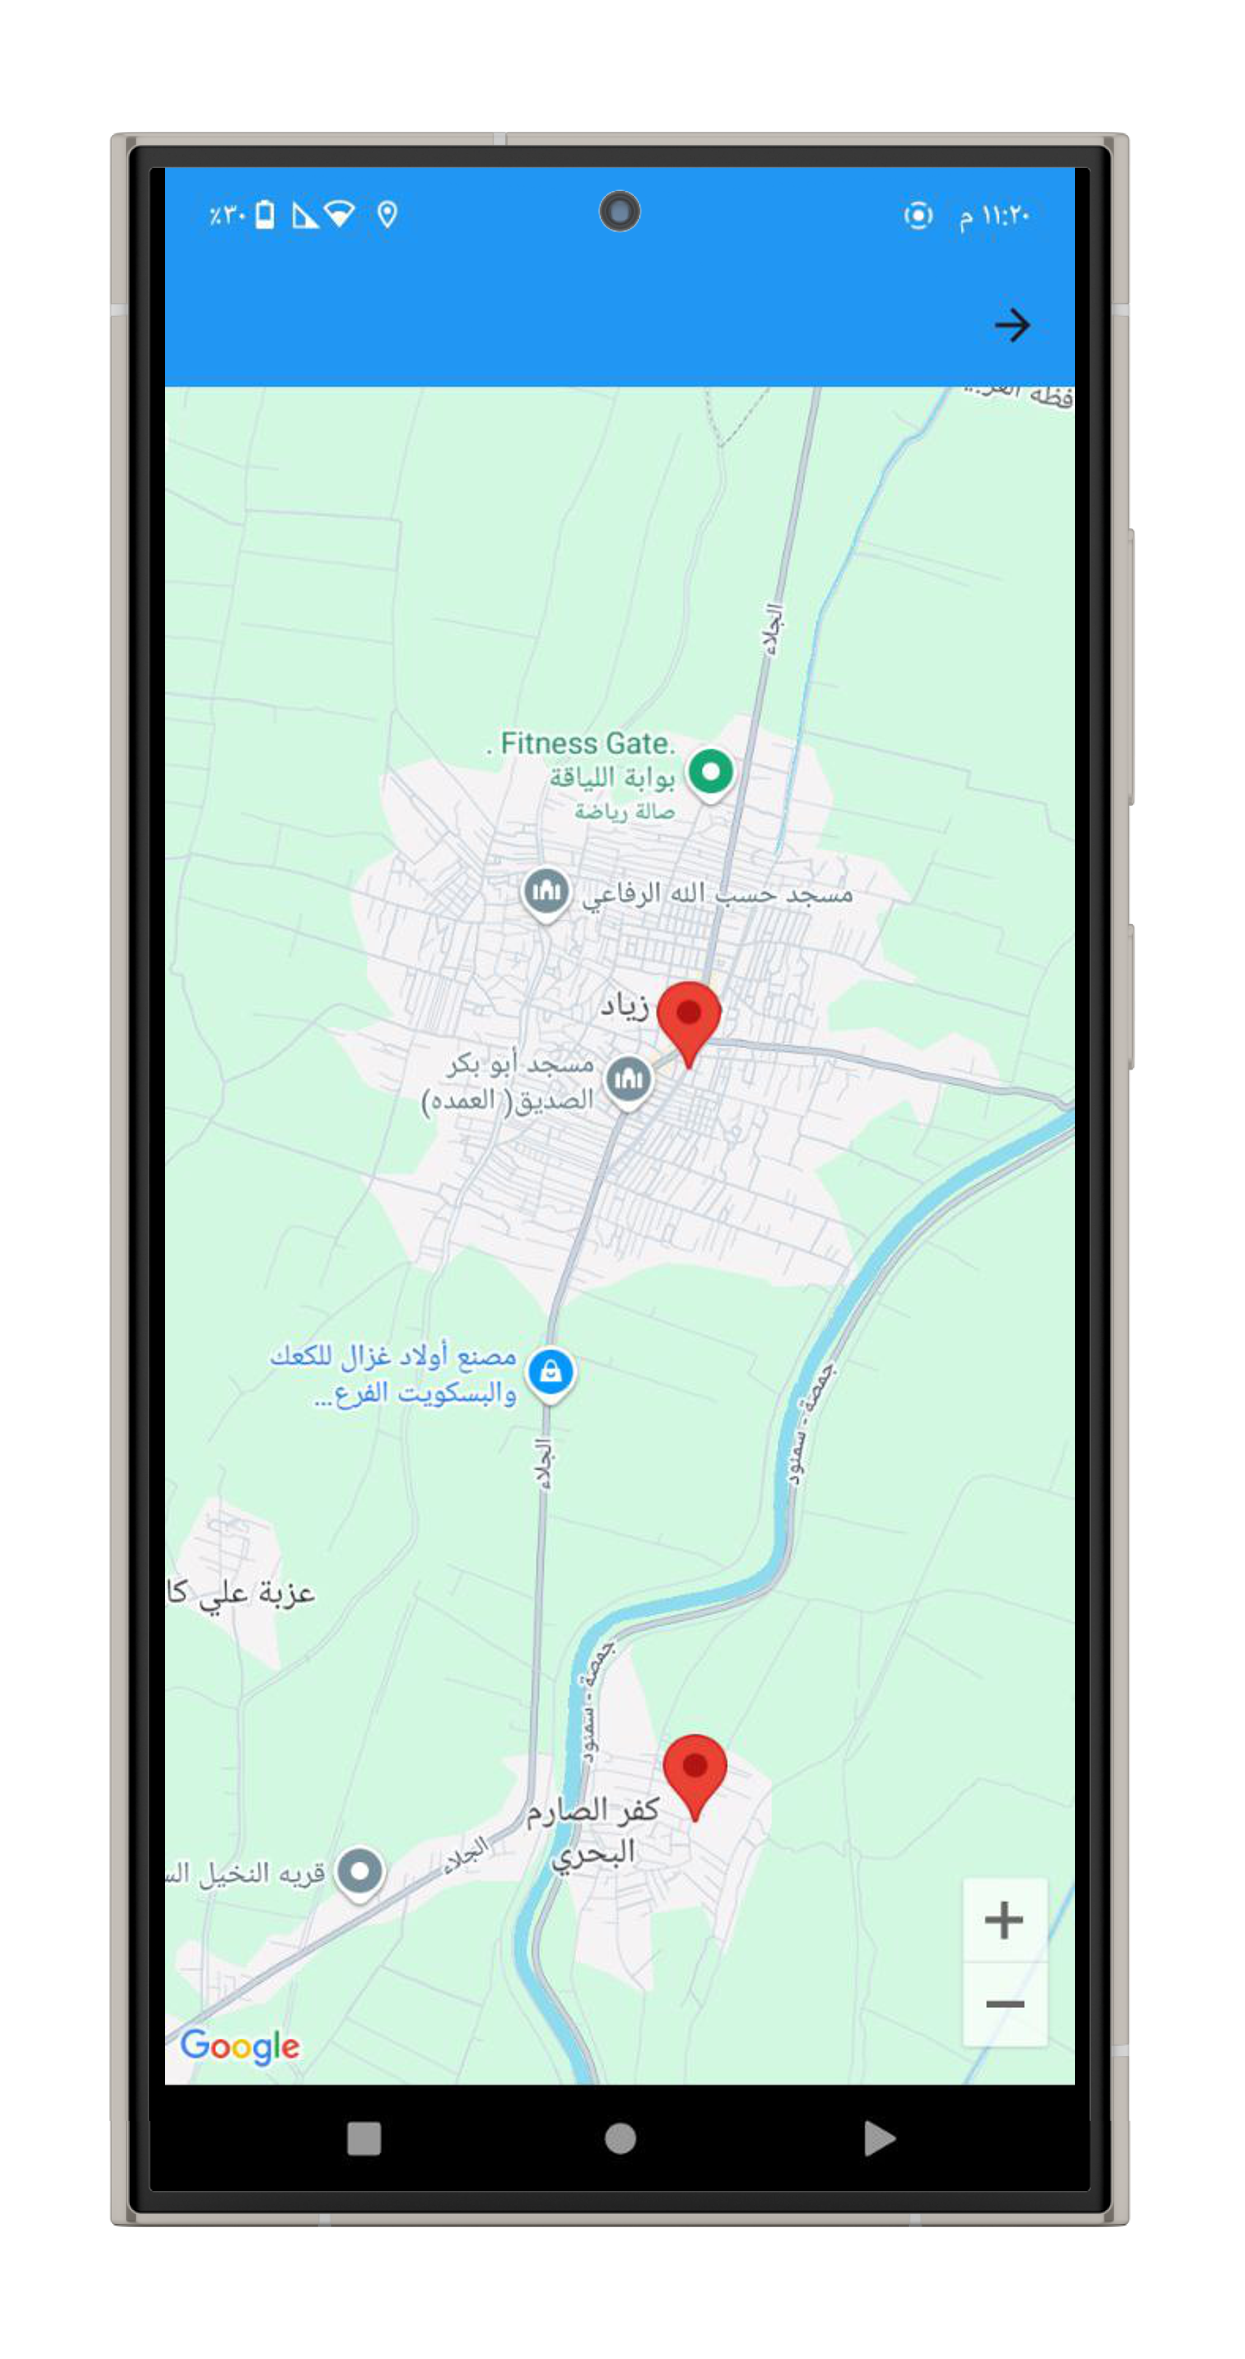 ١١:٢٠ م
٪٣٠
الجلاء
Fitness Gate. .
بوابة اللياقة
صالة رياضة
مسجد حسب الله الرفاعي
زياد
مسجد أبو بكر
الصديق( العمده)
مصنع أولاد غزال للكعك
والبسكويت الفرع...
جمصة - سمنود
الجلاء
عزبة علي كا
جمصة - سمنود
كفر الصارم
البحري
الجلاء
قريه النخيل
Google